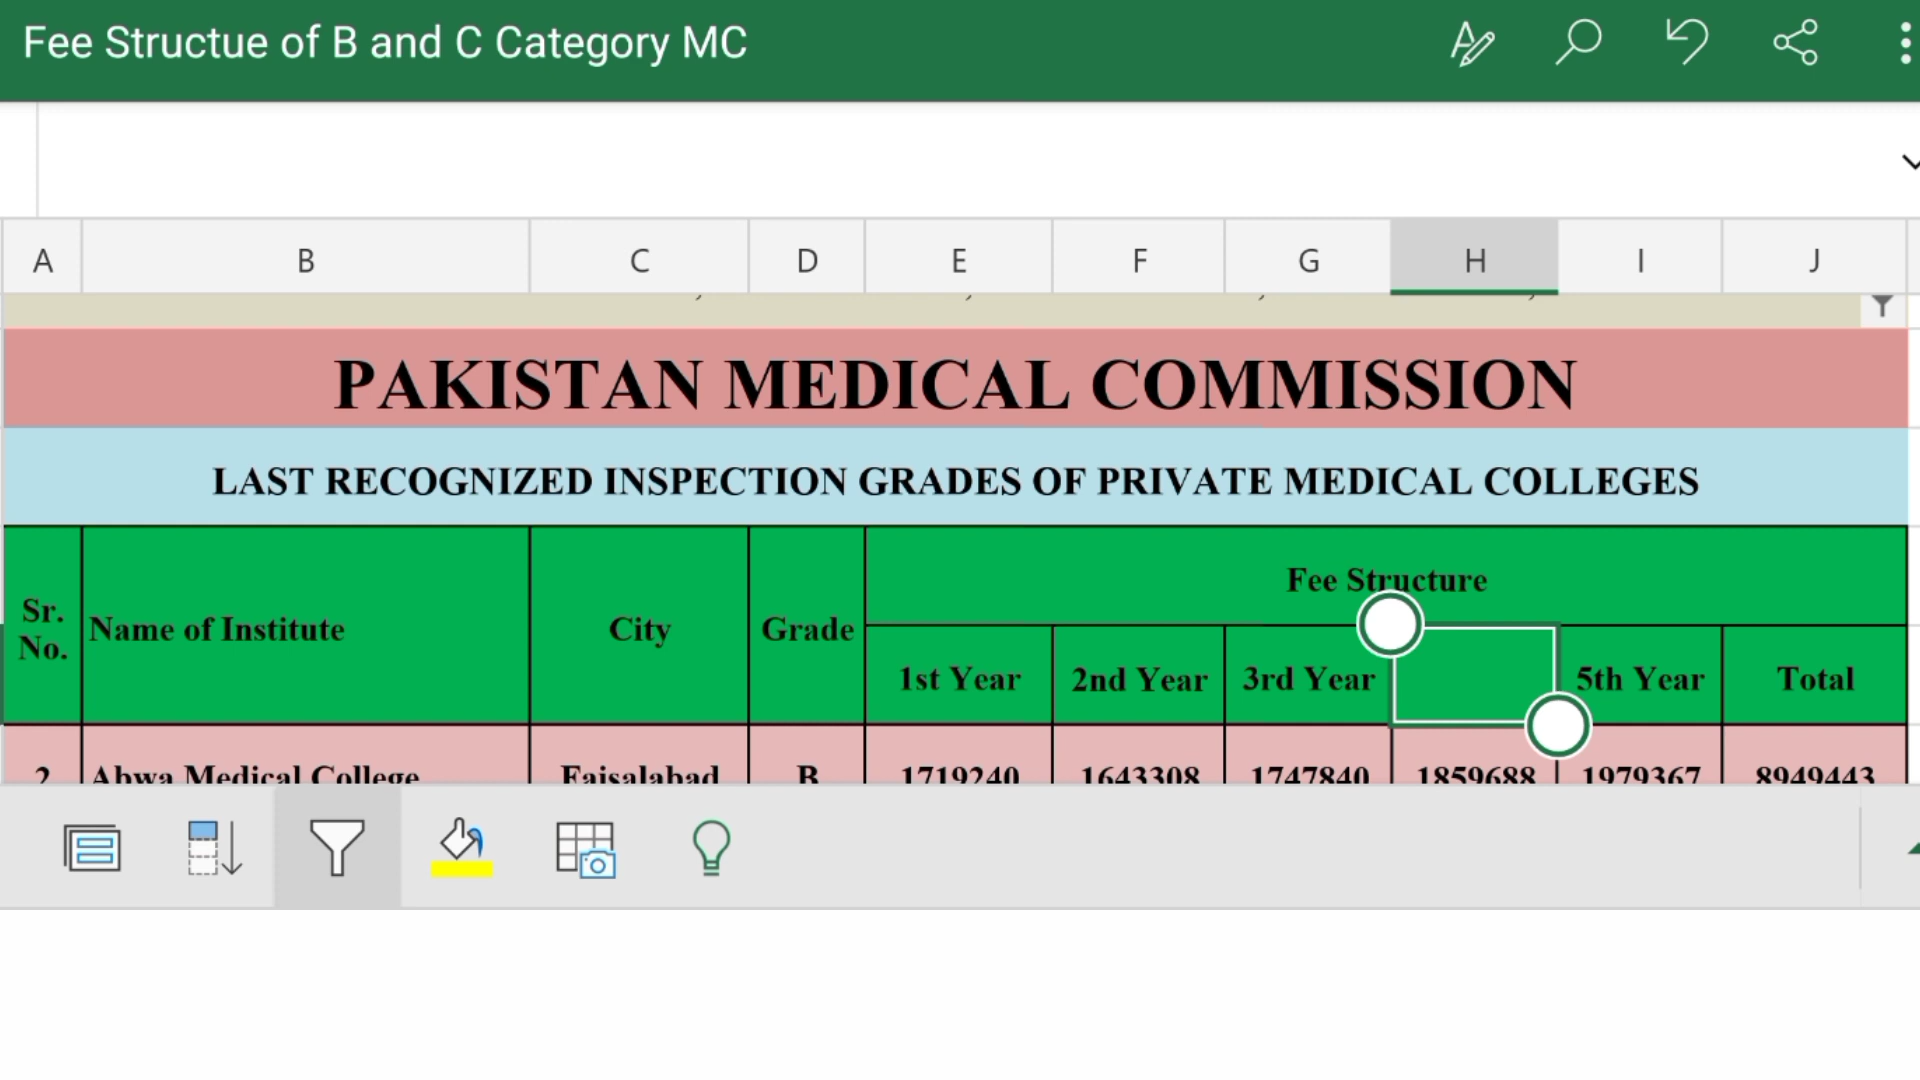 Fee Structue of B and C Category MC
A B C D E F G H I J
PAKISTAN MEDICAL COMMISSION
LAST RECOGNIZED INSPECTION GRADES OF PRIVATE MEDICAL COLLEGES
Sr. No. Name of Institute City Grade Fee Structure
1st Year 2nd Year 3rd Year 5th Year Total
2 Abwa Medical College Faisalabad B 1719240 1643308 1747840 1859688 1979367 8949443